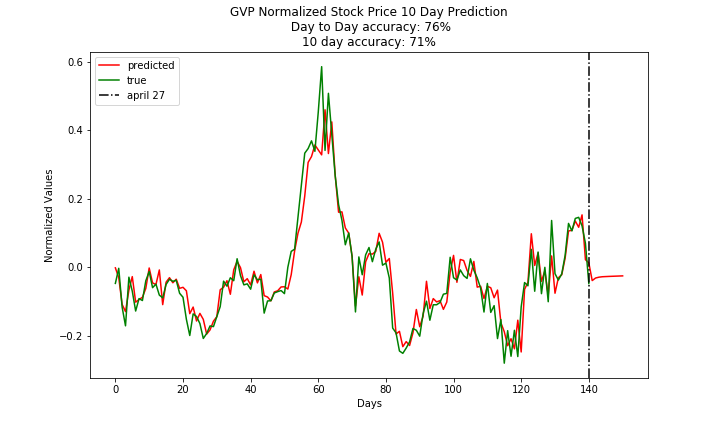 GVP Normalized Stock Price 10 Day Prediction
Day to Day accuracy: 76%
10 day accuracy: 71%
predicted
true
april 27
Normalized Values
0.6
0.4
0.2
0.0
−0.2
0 20 40 60 80 100 120 140
Days